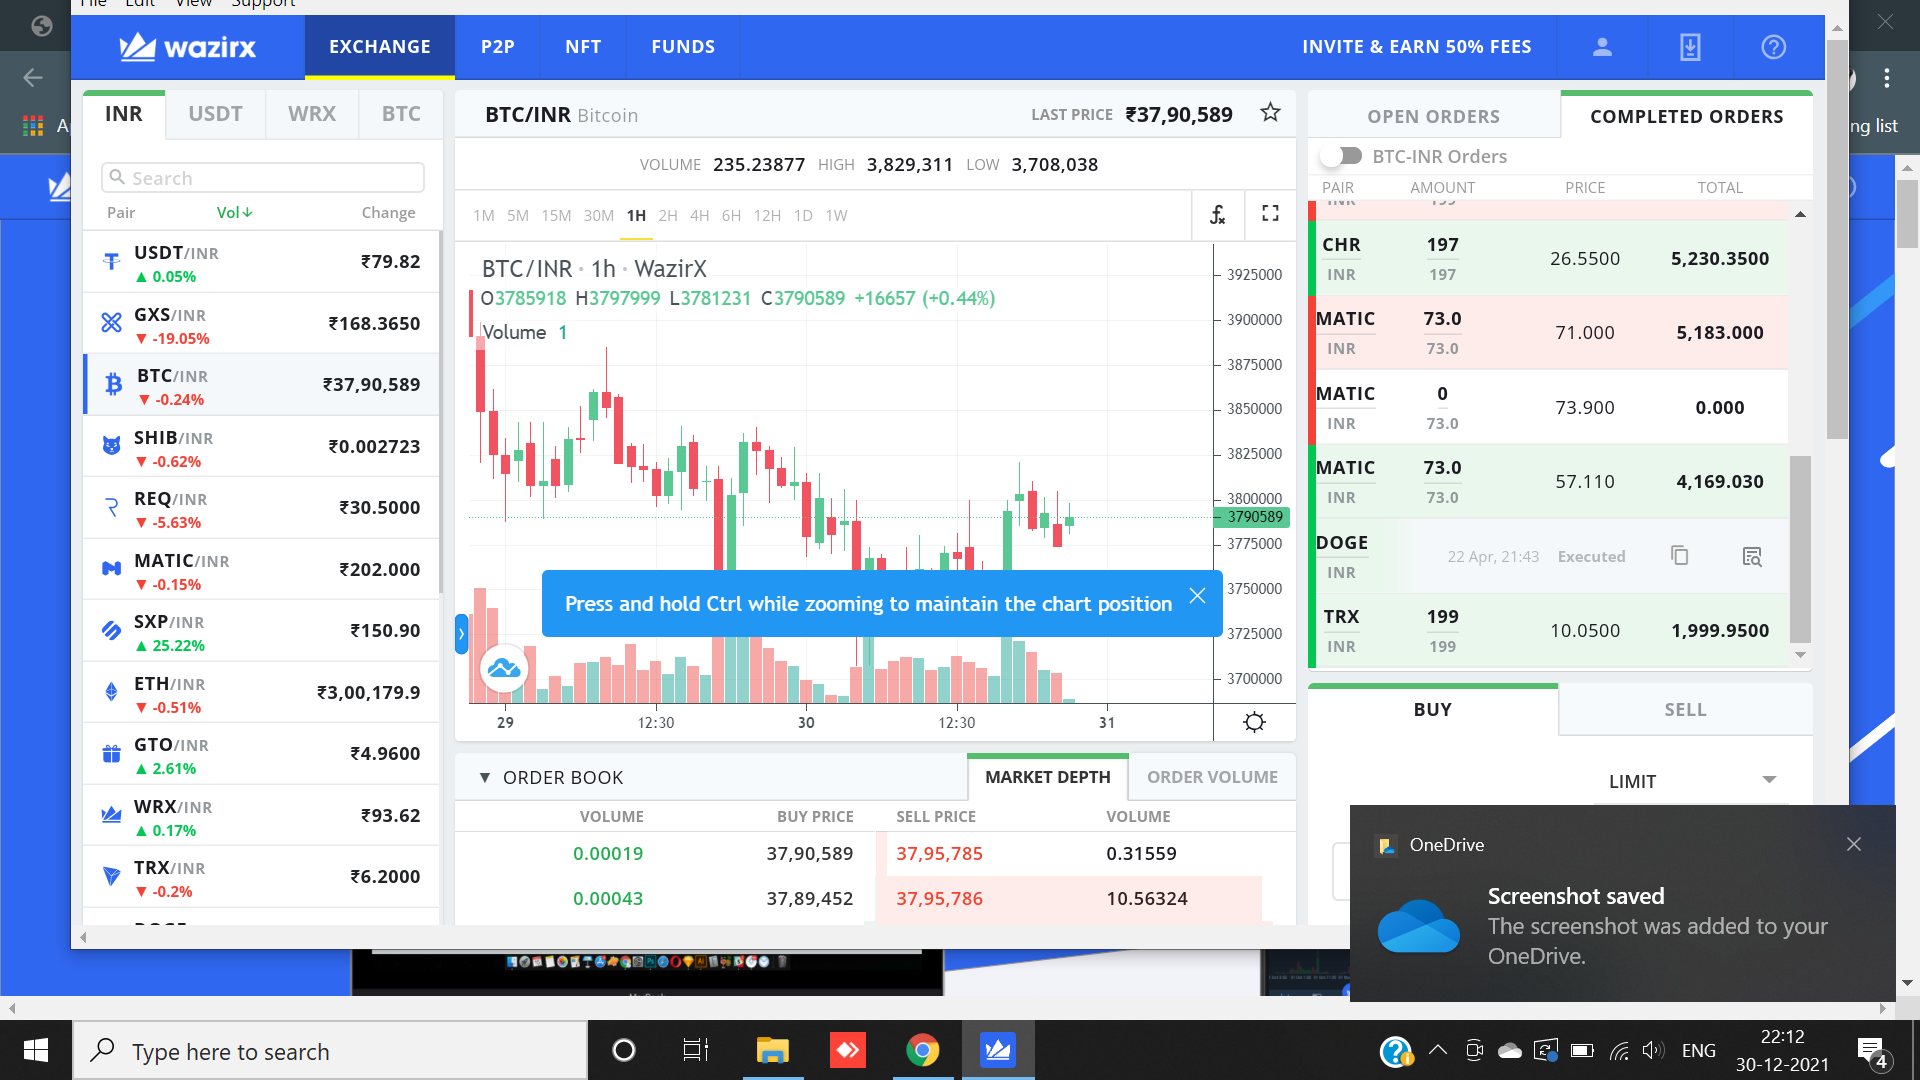 File Edit View Support
wazirx
EXCHANGE
P2P
NFT
FUNDS
INVITE & EARN 50% FEES
ng list
INR USDT WRX BTC
Search
Pair Vol Change
USDT/INR ₹79.82
▲ 0.05%
GXS/INR ₹168.3650
▼ -19.05%
BTC/INR ₹37,90,589
▼ -0.24%
SHIB/INR ₹0.002723
▼ -0.62%
REQ/INR ₹30.5000
▼ -5.63%
MATIC/INR ₹202.000
▼ -0.15%
SXP/INR ₹150.90
▲ 25.22%
ETH/INR ₹3,00,179.9
▼ -0.51%
GTO/INR ₹4.9600
▲ 2.61%
WRX/INR ₹93.62
▲ 0.17%
TRX/INR ₹6.2000
▼ -0.2%
BTC/INR Bitcoin LAST PRICE ₹37,90,589
VOLUME 235.23877 HIGH 3,829,311 LOW 3,708,038
1M 5M 15M 30M 1H 2H 4H 6H 12H 1D 1W
BTC/INR · 1h · WazirX
O3785918 H3797999 L3781231 C3790589 +16657 (+0.44%)
Volume 1
3925000
3900000
3875000
3850000
3825000
3800000
3790589
3775000
3750000
3725000
3700000
Press and hold Ctrl while zooming to maintain the chart position
29 12:30 30 12:30 31
▼ ORDER BOOK MARKET DEPTH ORDER VOLUME
VOLUME BUY PRICE SELL PRICE VOLUME
0.00019 37,90,589 37,95,785 0.31559
0.00043 37,89,452 37,95,786 10.56324
OPEN ORDERS COMPLETED ORDERS
BTC-INR Orders
PAIR AMOUNT PRICE TOTAL
INR 199
CHR 197 26.5500 5,230.3500
INR 197
MATIC 73.0 71.000 5,183.000
INR 73.0
MATIC 0 73.900 0.000
INR 73.0
MATIC 73.0 57.110 4,169.030
INR 73.0
DOGE 22 Apr, 21:43 Executed
INR
TRX 199 10.0500 1,999.9500
INR 199
BUY SELL
LIMIT
OneDrive
Screenshot saved
The screenshot was added to your
OneDrive.
Type here to search
ENG
22:12
30-12-2021
4